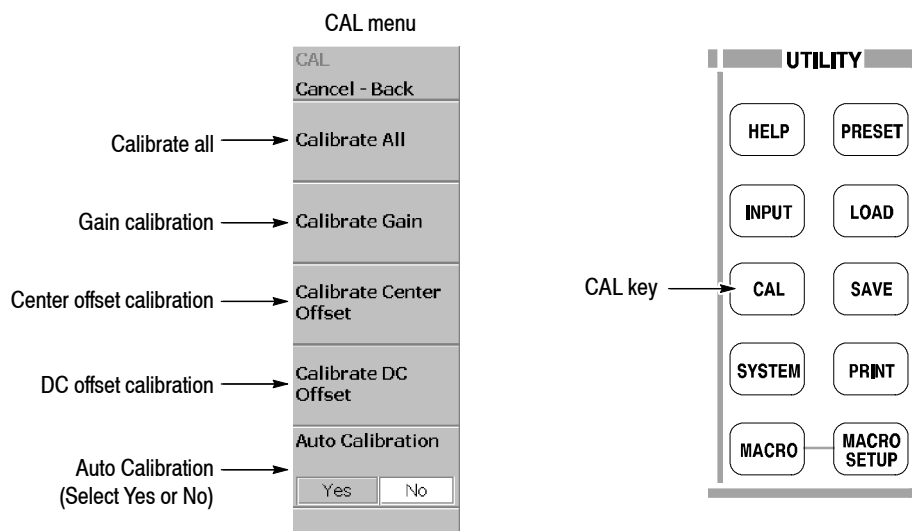 CAL menu
CAL
Cancel - Back
Calibrate all
Calibrate All
Gain calibration
Calibrate Gain
Center offset calibration
Calibrate Center
Offset
DC offset calibration
Calibrate DC
Offset
Auto Calibration
(Select Yes or No)
Auto Calibration
Yes No
UTILITY
HELP PRESET
INPUT LOAD
CAL key
CAL SAVE
SYSTEM PRINT
MACRO MACRO
SETUP